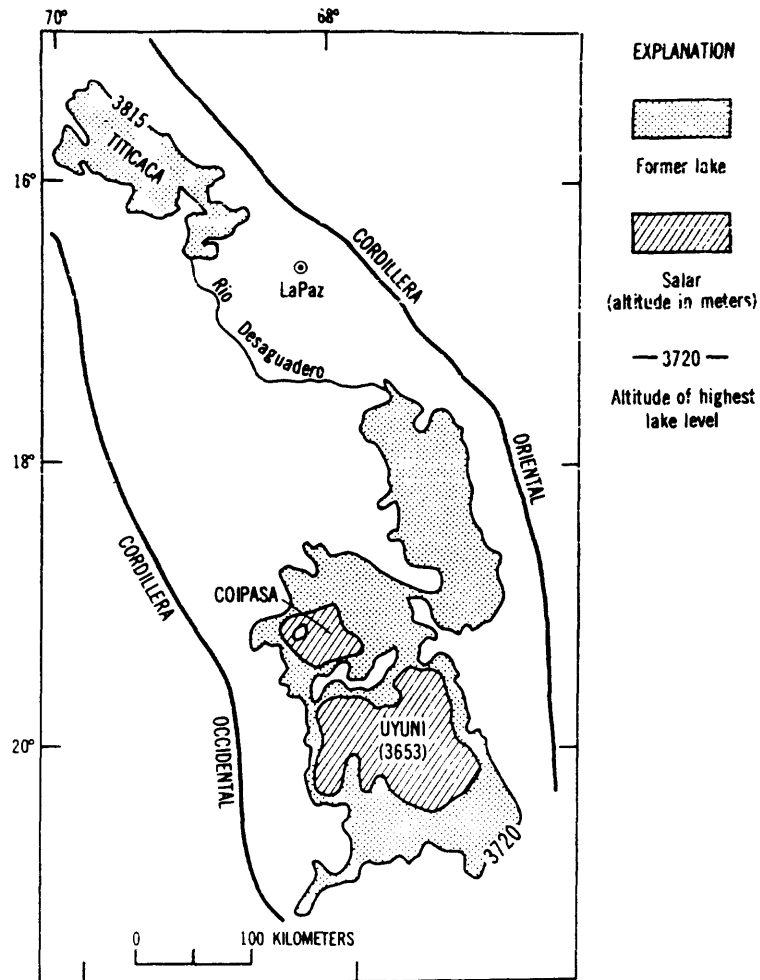 70°
68°
EXPLANATION
3815
TITICACA
Former lake
16°
CORDILLERA
LaPaz
Salar
(altitude in meters)
Rio
Desaguadero
— 3720 —
Altitude of highest
lake level
ORIENTAL
18°
CORDILLERA
COIPASA
UYUNI
(3653)
20°
OCCIDENTAL
3720
0
100 KILOMETERS